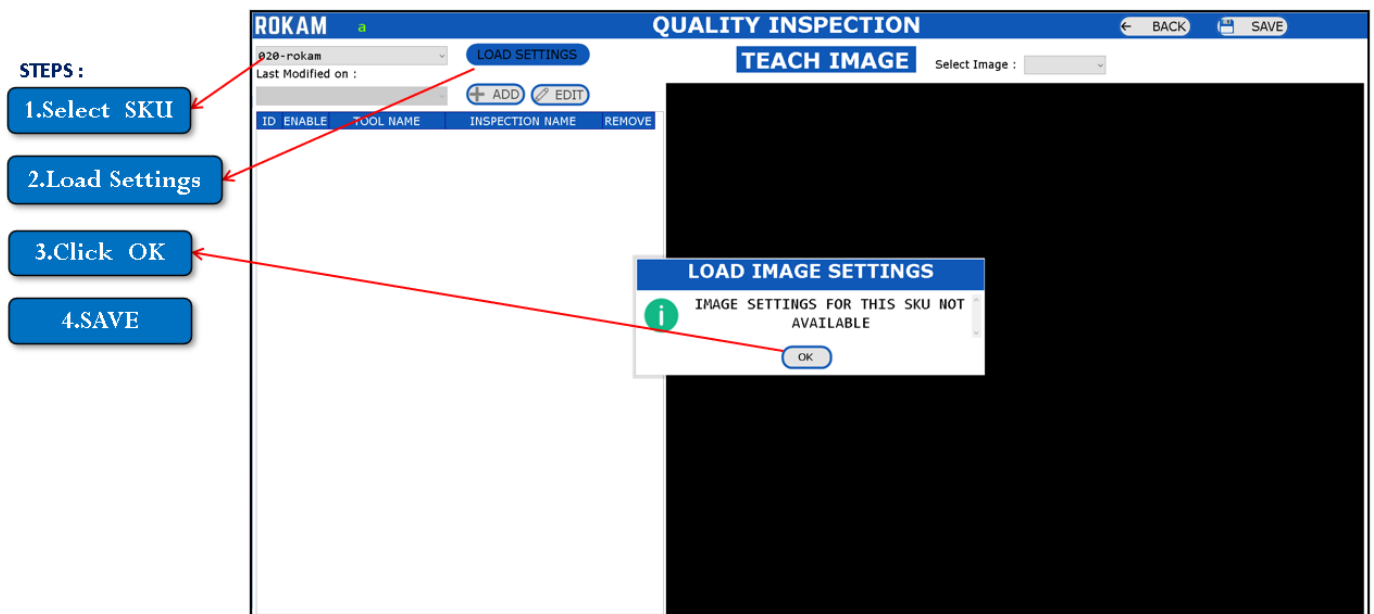 ROKAM a QUALITY INSPECTION ← BACK SAVE
020-rokam LOAD SETTINGS TEACH IMAGE Select Image :
Last Modified on :
+ ADD EDIT
ID ENABLE TOOL NAME INSPECTION NAME REMOVE
STEPS :
1.Select SKU
2.Load Settings
3.Click OK
4.SAVE
LOAD IMAGE SETTINGS
i
IMAGE SETTINGS FOR THIS SKU NOT
AVAILABLE
OK